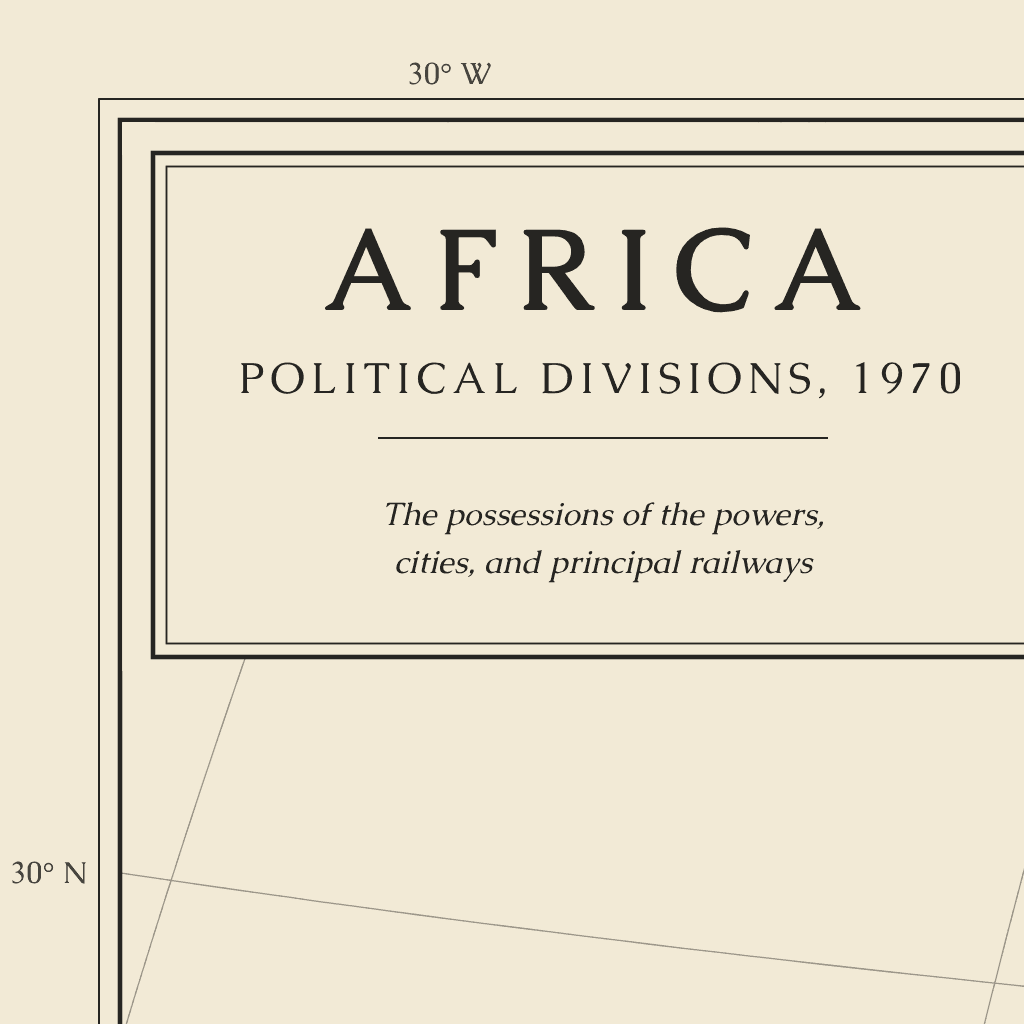 30° W
AFRICA
POLITICAL DIVISIONS, 1970
The possessions of the powers,
cities, and principal railways
30° N